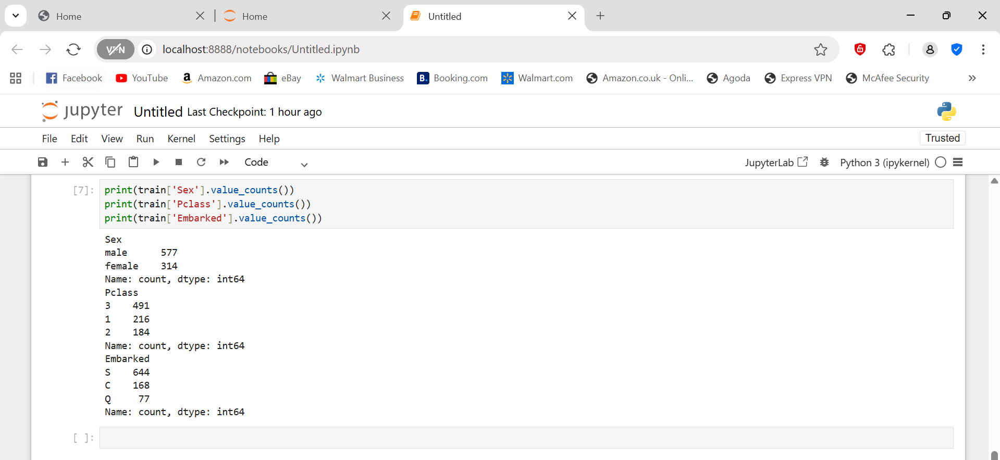 Home
Home
Untitled
VPN
localhost:8888/notebooks/Untitled.ipynb
Facebook YouTube Amazon.com eBay Walmart Business Booking.com Walmart.com Amazon.co.uk - Onli... Agoda Express VPN McAfee Security
jupyter Untitled Last Checkpoint: 1 hour ago
File Edit View Run Kernel Settings Help Trusted
Code JupyterLab Python 3 (ipykernel)
[7]: print(train['Sex'].value_counts())
print(train['Pclass'].value_counts())
print(train['Embarked'].value_counts())
Sex
male      577
female    314
Name: count, dtype: int64
Pclass
3    491
1    216
2    184
Name: count, dtype: int64
Embarked
S    644
C    168
Q     77
Name: count, dtype: int64
[ ]: